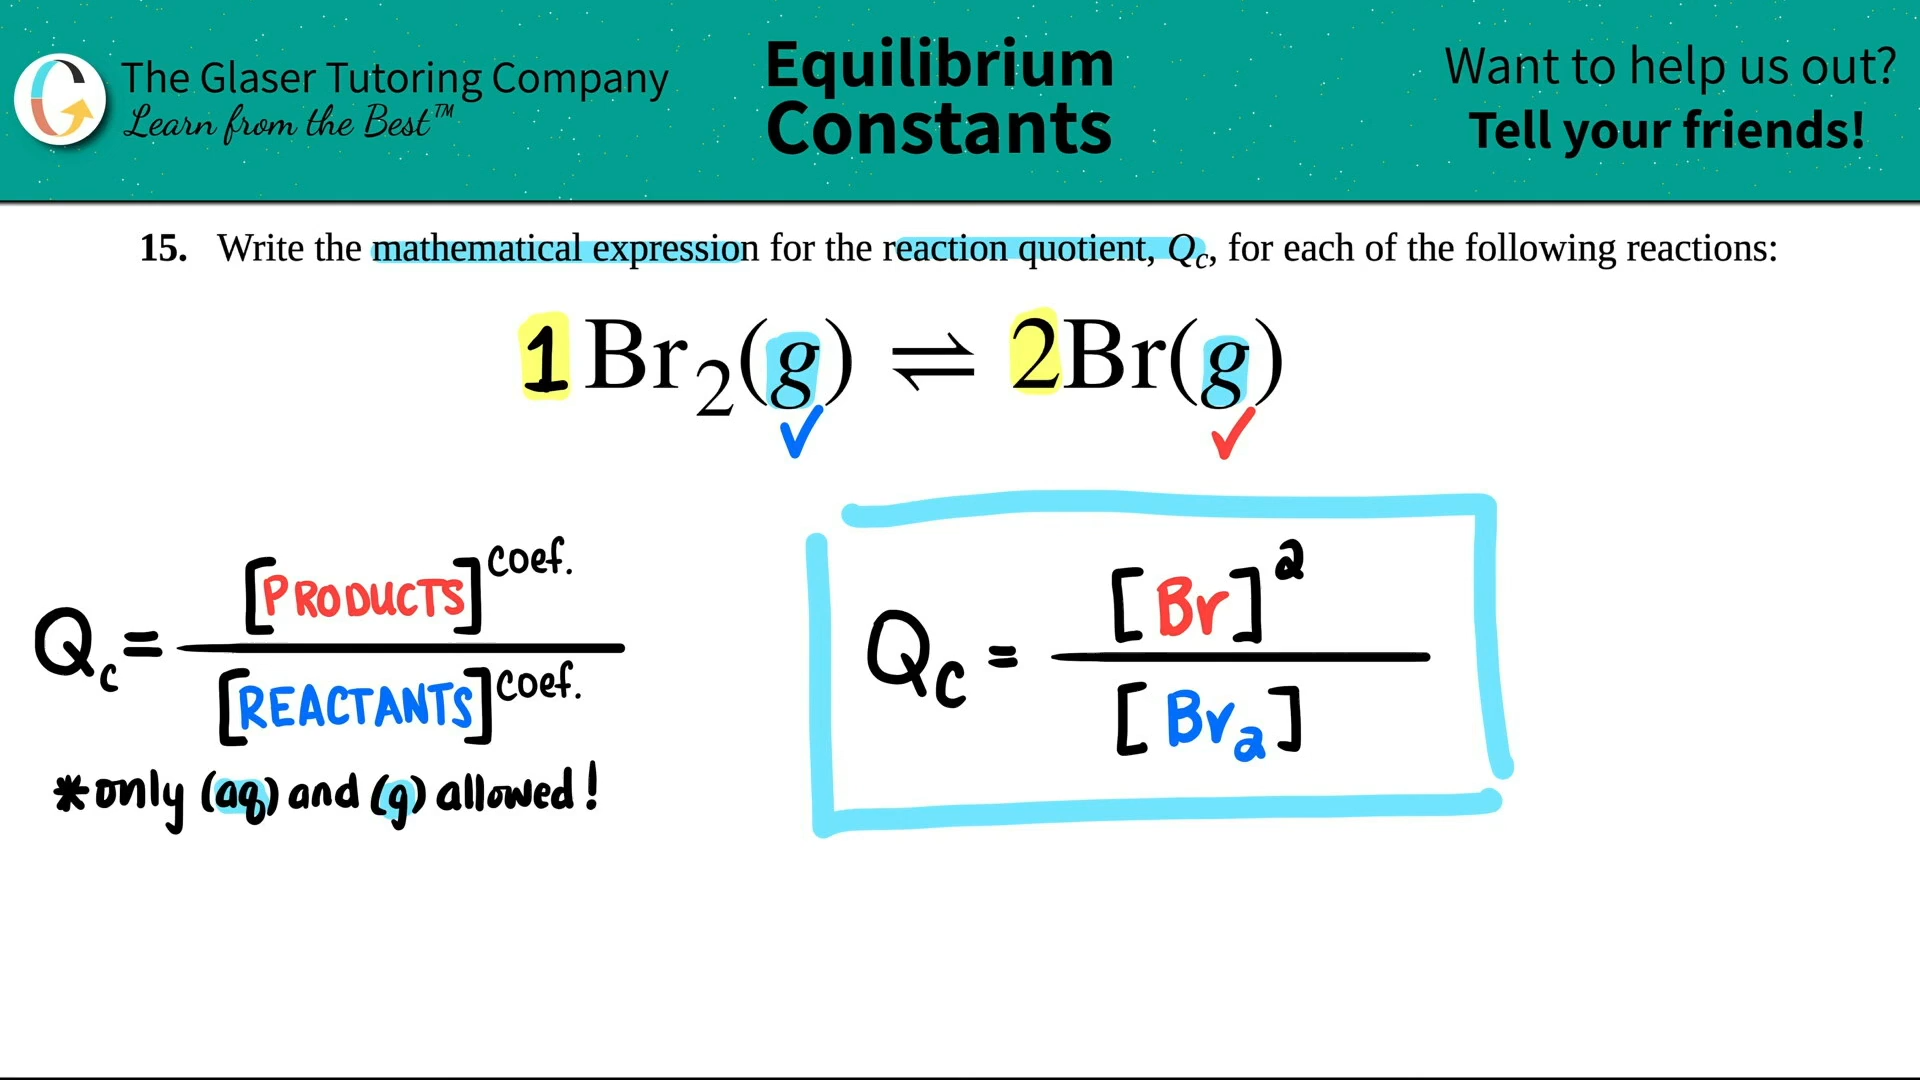 The Glaser Tutoring Company
Learn from the Best™
Equilibrium
Constants
Want to help us out?
Tell your friends!
15. Write the mathematical expression for the reaction quotient, Qc, for each of the following reactions:
1 Br₂(g) ⇌ 2Br(g)
✓ ✓
Qc = [PRODUCTS]^coef. / [REACTANTS]^coef.
*only (aq) and (g) allowed!
Qc = [Br]² / [Br₂]